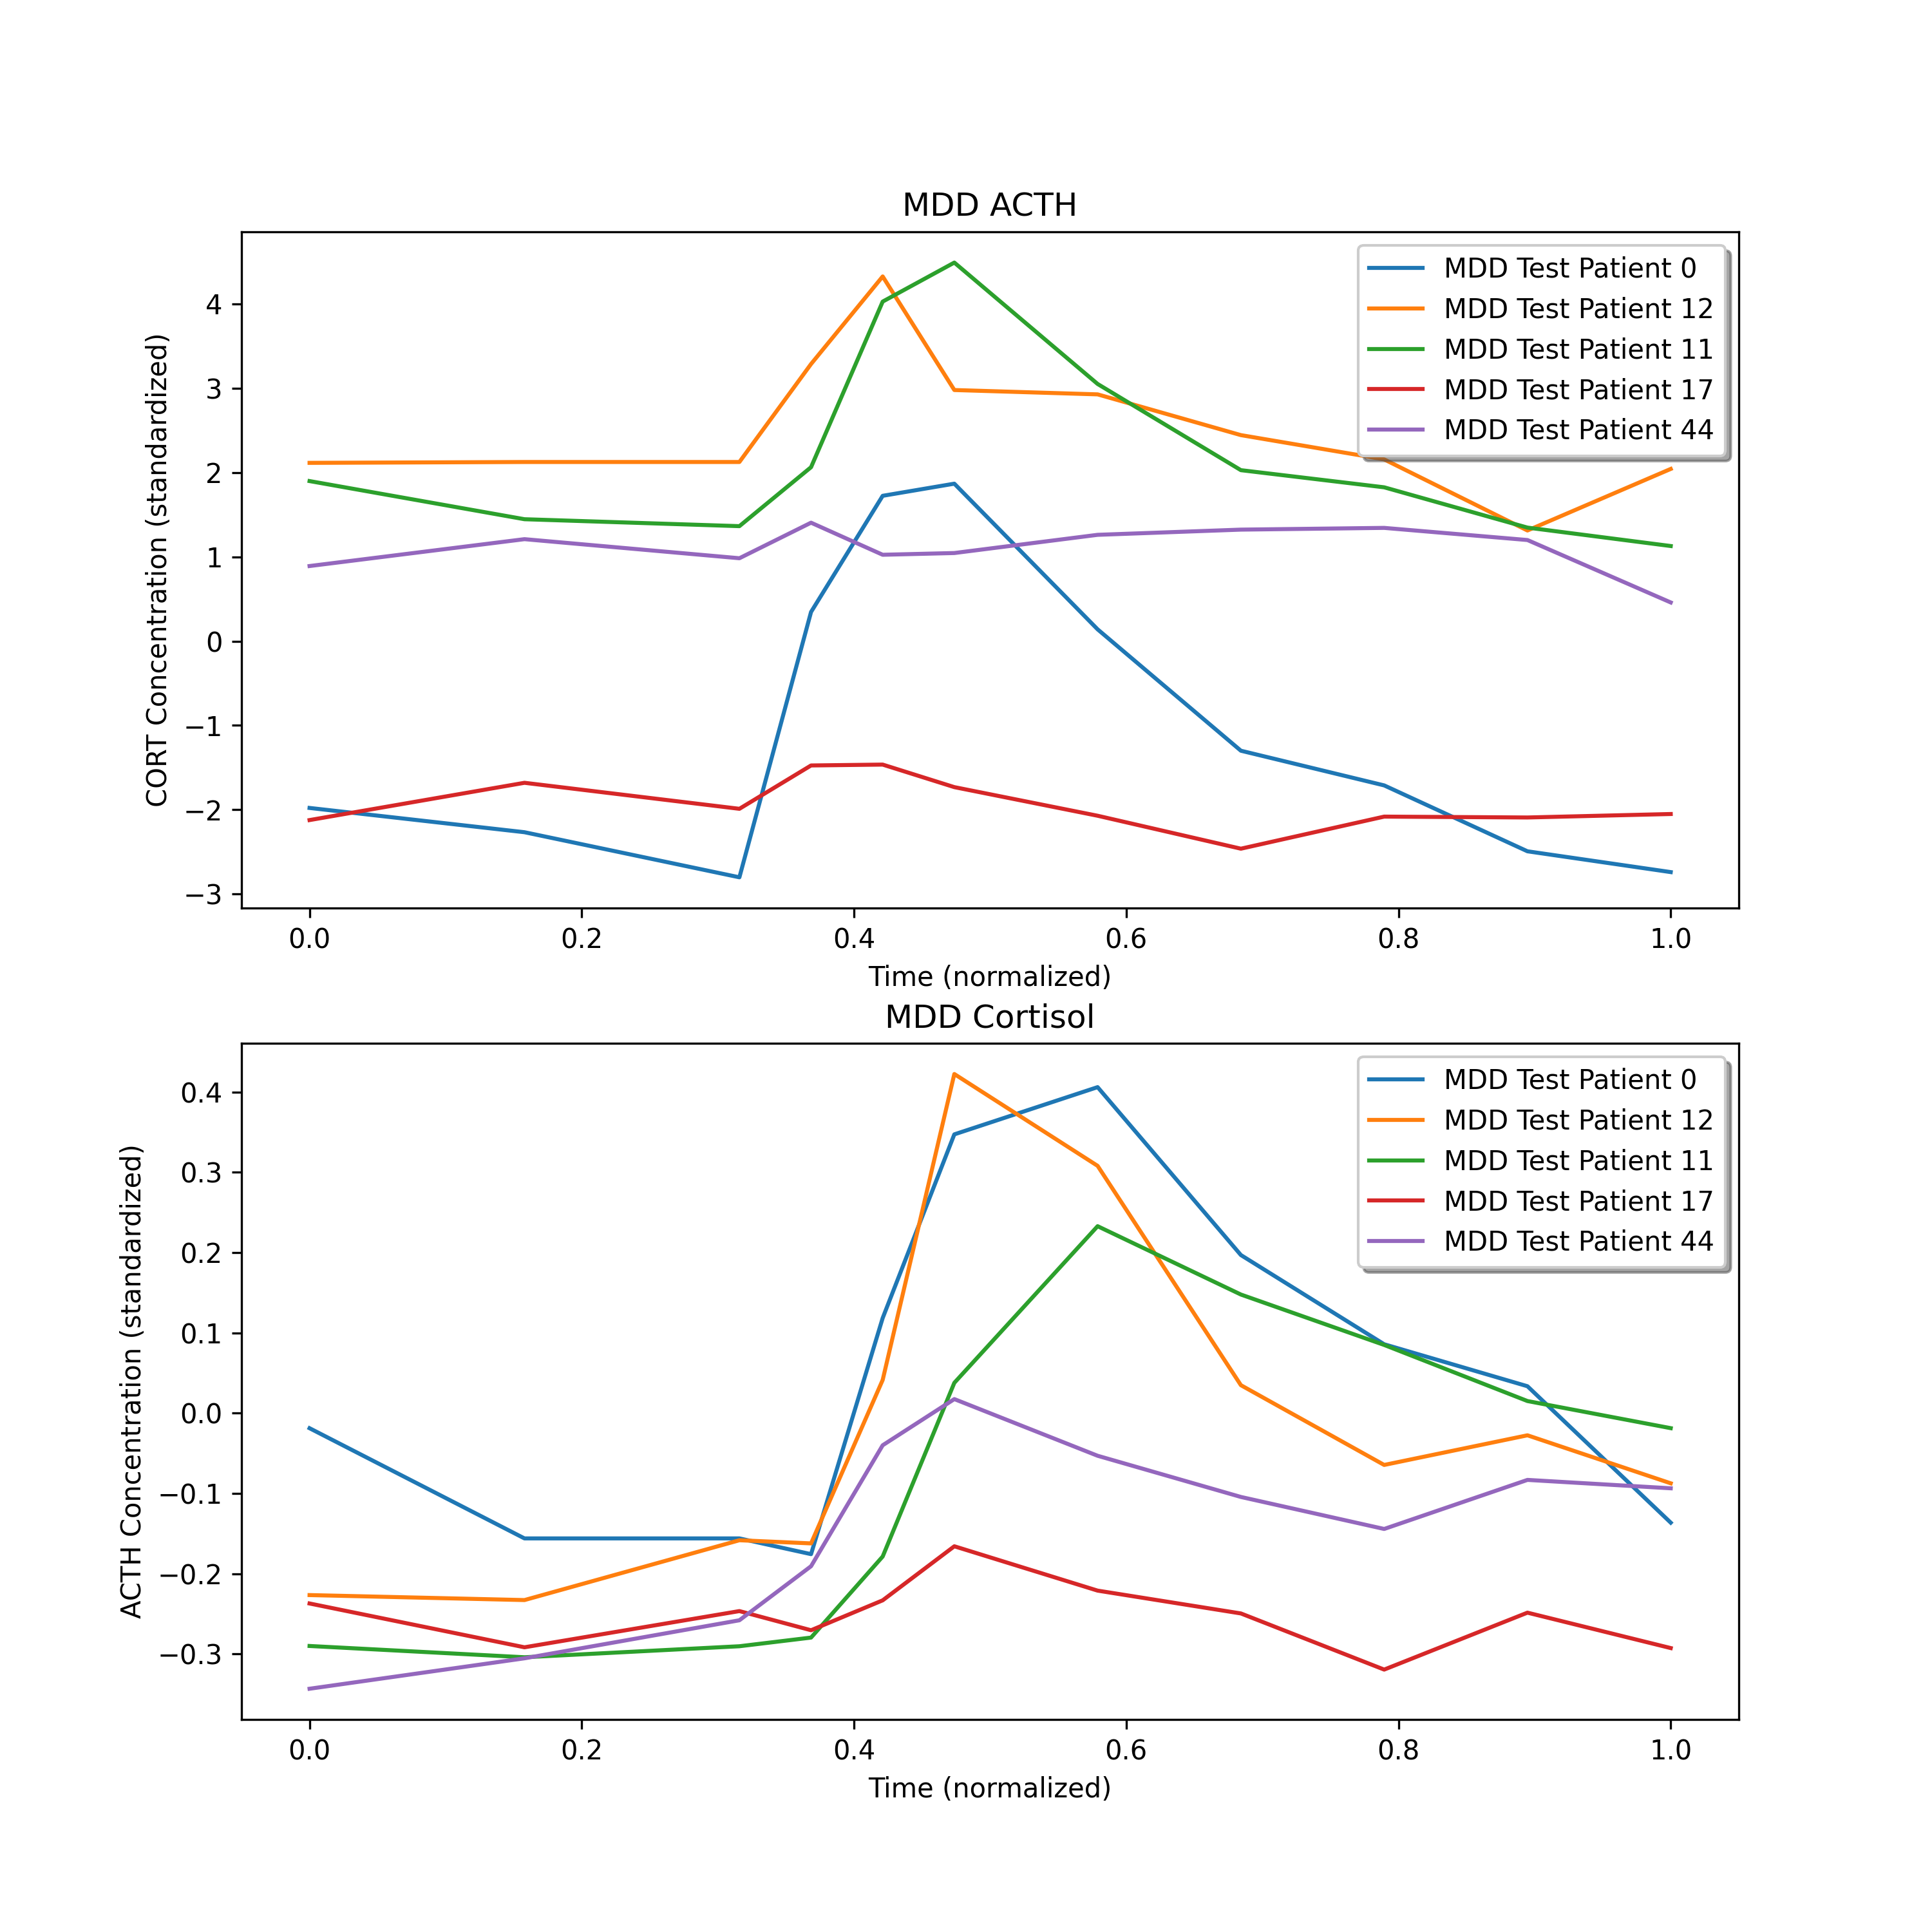 MDD ACTH
CORT Concentration (standardized)
4
3
2
1
0
−1
−2
−3
MDD Test Patient 0
MDD Test Patient 12
MDD Test Patient 11
MDD Test Patient 17
MDD Test Patient 44
0.0 0.2 0.4 0.6 0.8 1.0
Time (normalized)
MDD Cortisol
ACTH Concentration (standardized)
0.4
0.3
0.2
0.1
0.0
−0.1
−0.2
−0.3
MDD Test Patient 0
MDD Test Patient 12
MDD Test Patient 11
MDD Test Patient 17
MDD Test Patient 44
0.0 0.2 0.4 0.6 0.8 1.0
Time (normalized)